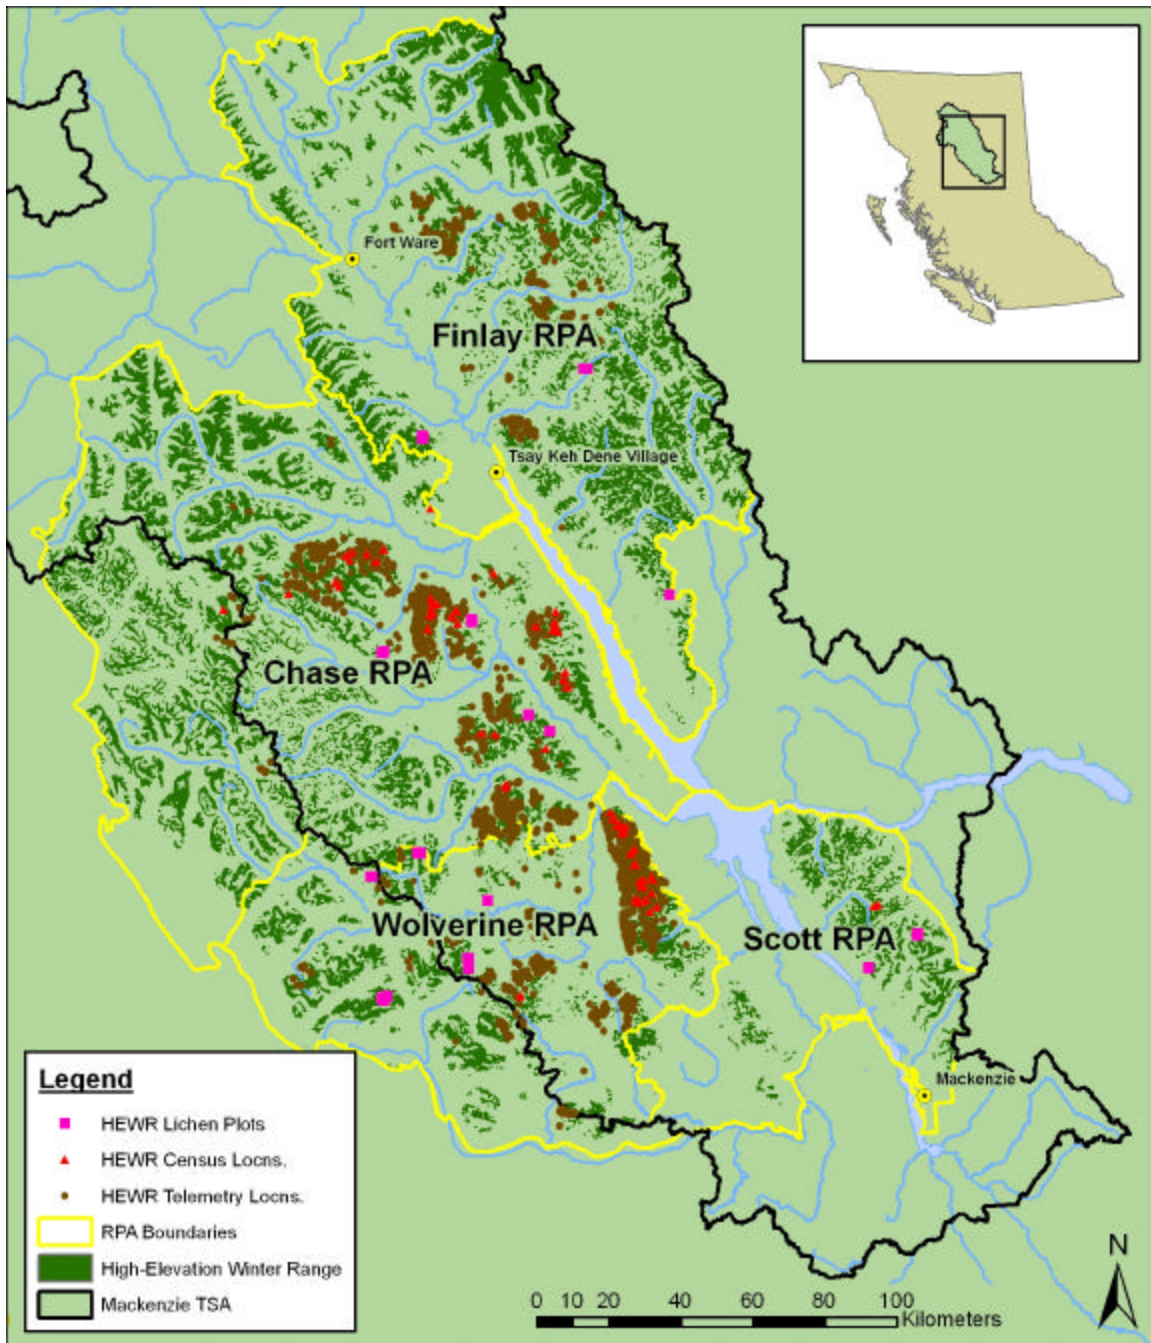 Fort Ware
Finlay RPA
Tsay Keh Dene Village
Chase RPA
Wolverine RPA
Scott RPA
Mackenzie
Legend
HEWR Lichen Plots
HEWR Census Locns.
HEWR Telemetry Locns.
RPA Boundaries
High-Elevation Winter Range
Mackenzie TSA
N
0 10 20 40 60 80 100
Kilometers